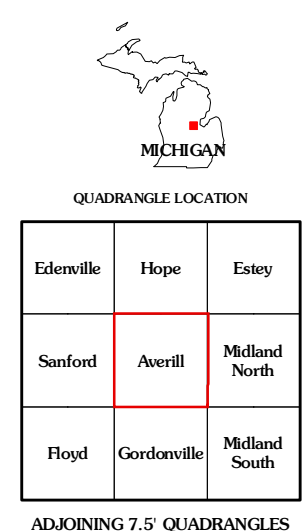 MICHIGAN
QUADRANGLE LOCATION
Edenville Hope Estey
Sanford Averill Midland
North
Floyd Gordonville Midland
South
ADJOINING 7.5' QUADRANGLES